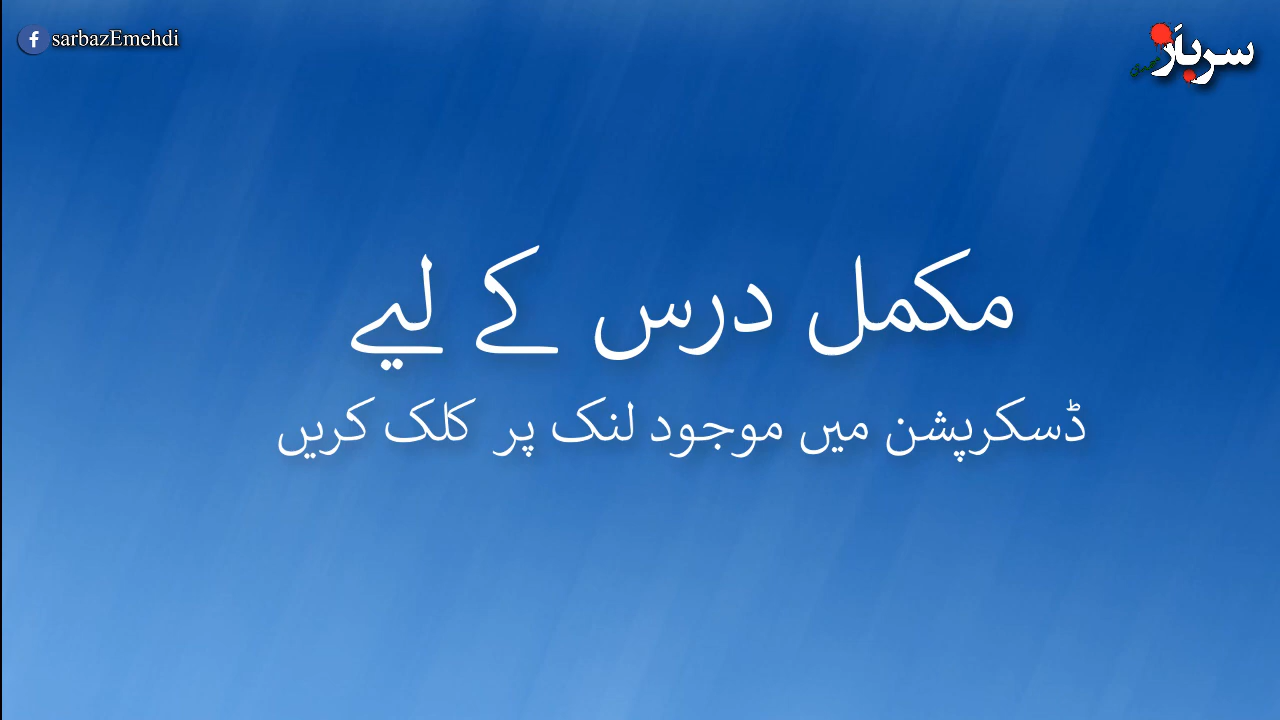 sarbazEmehdi
سرباز
مکمل درس کے لیے
ڈسکرپشن میں موجود لنک پر کلک کریں